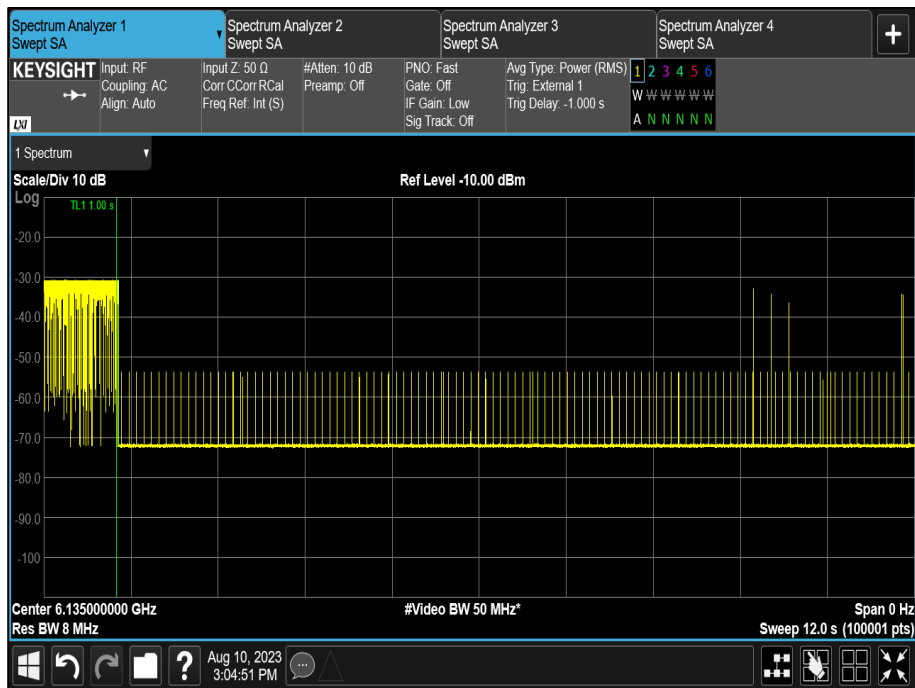 Spectrum Analyzer 1
Swept SA
Spectrum Analyzer 2
Swept SA
Spectrum Analyzer 3
Swept SA
Spectrum Analyzer 4
Swept SA
+
KEYSIGHT
LXI
Input: RF
Coupling: AC
Align: Auto
Input Z: 50 Ω
Corr CCorr RCal
Freq Ref: Int (S)
#Atten: 10 dB
Preamp: Off
PNO: Fast
Gate: Off
IF Gain: Low
Sig Track: Off
Avg Type: Power (RMS)
Trig: External 1
Trig Delay: -1.000 s
1 2 3 4 5 6
W W W W W W
A N N N N N
1 Spectrum
Scale/Div 10 dB
Ref Level -10.00 dBm
Log
TL1 1.00 s
-20.0
-30.0
-40.0
-50.0
-60.0
-70.0
-80.0
-90.0
-100
Center 6.135000000 GHz
#Video BW 50 MHz*
Span 0 Hz
Res BW 8 MHz
Sweep 12.0 s (100001 pts)
?
Aug 10, 2023
3:04:51 PM